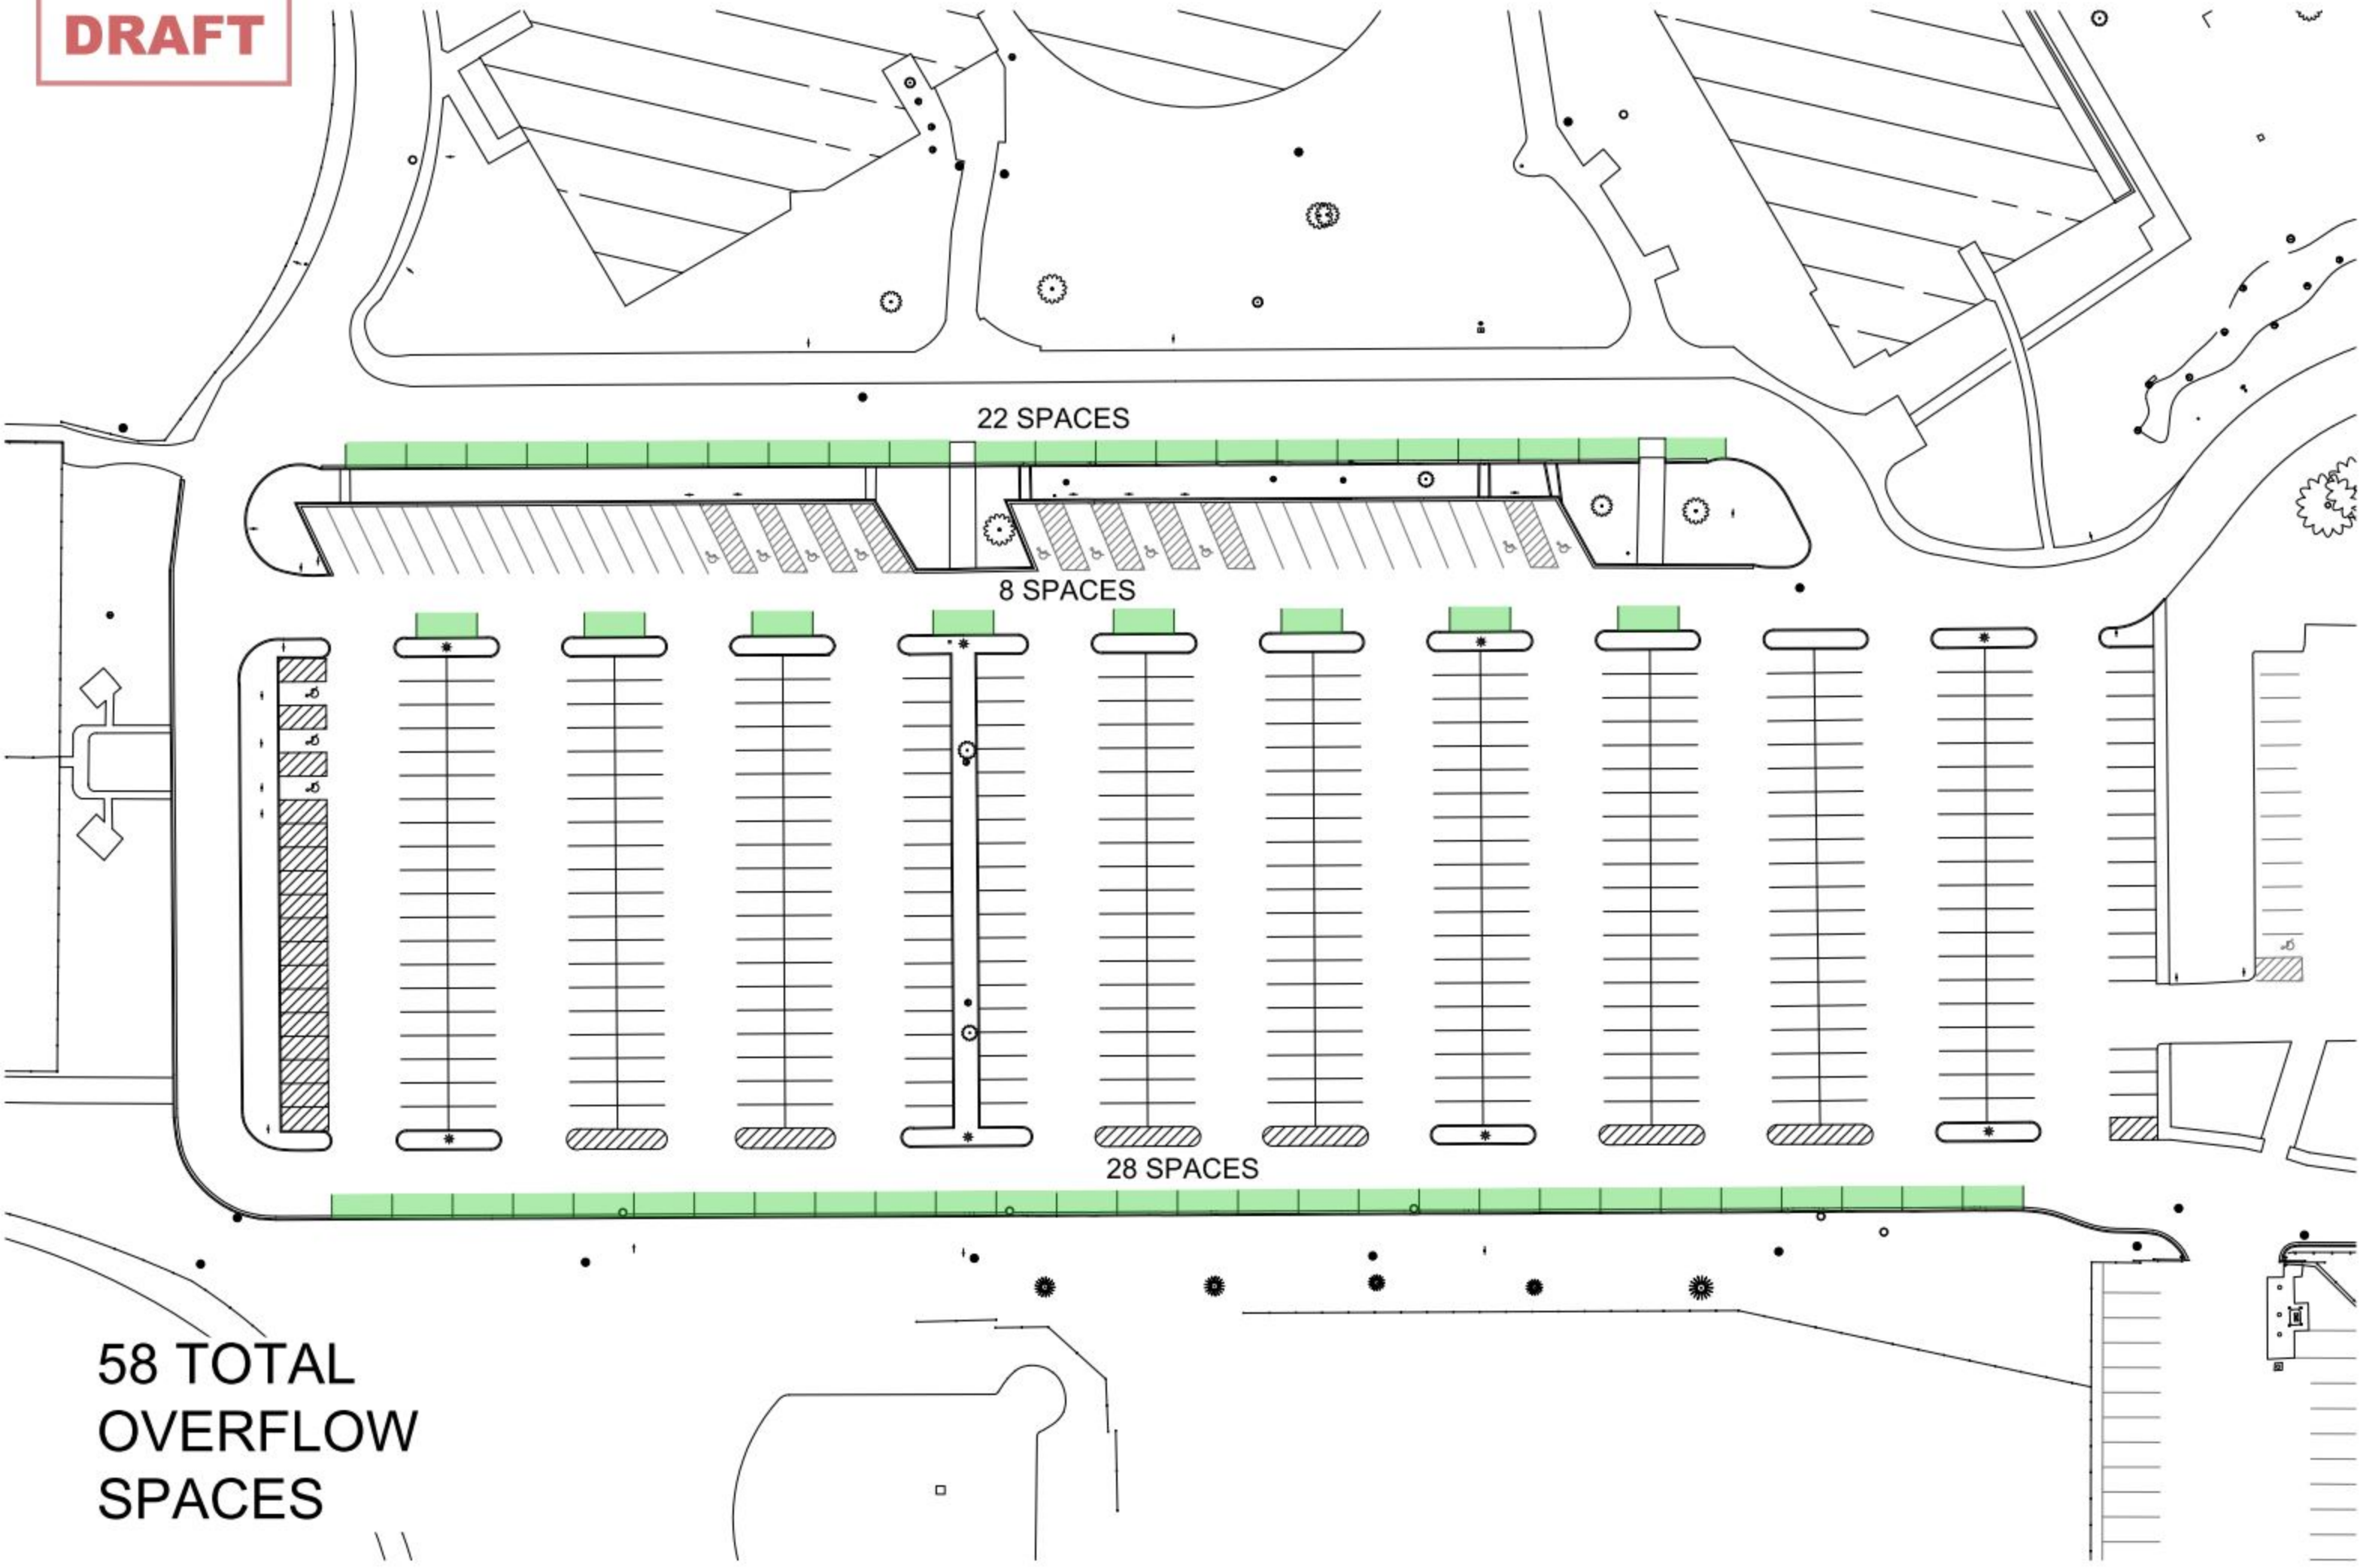 DRAFT
22 SPACES
8 SPACES
28 SPACES
58 TOTAL
OVERFLOW
SPACES